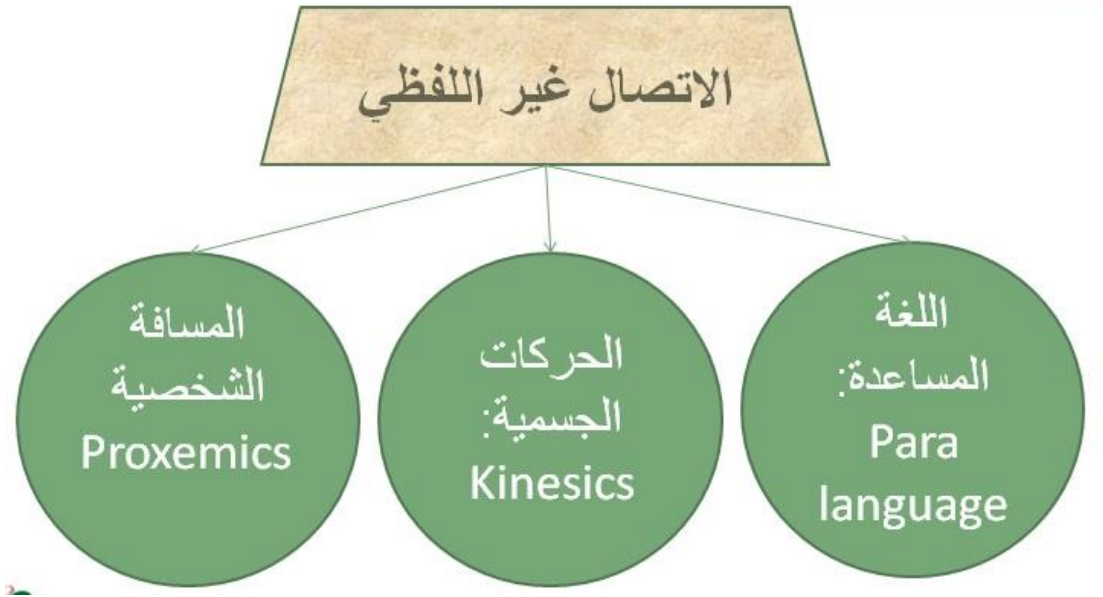 الاتصال غير اللفظي
اللغة
المساعدة:
Para
language
الحركات
الجسمية:
Kinesics
المسافة
الشخصية
Proxemics